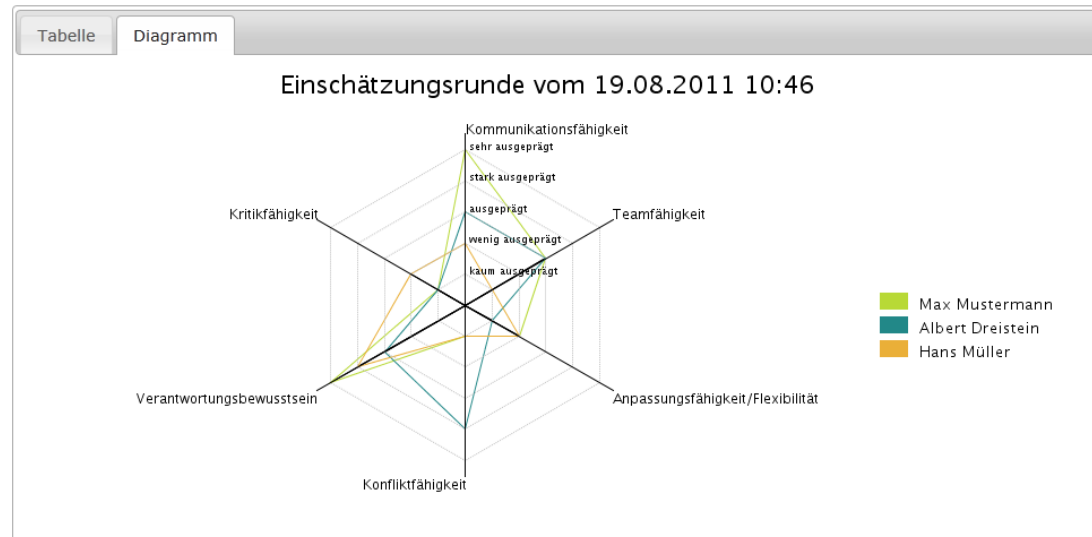 Tabelle
Diagramm
Einschätzungsrunde vom 19.08.2011 10:46
Kommunikationsfähigkeit
sehr ausgeprägt
stark ausgeprägt
ausgeprägt
wenig ausgeprägt
kaum ausgeprägt
Kritikfähigkeit
Teamfähigkeit
Max Mustermann
Albert Dreistein
Hans Müller
Verantwortungsbewusstsein
Anpassungsfähigkeit/Flexibilität
Konfliktfähigkeit